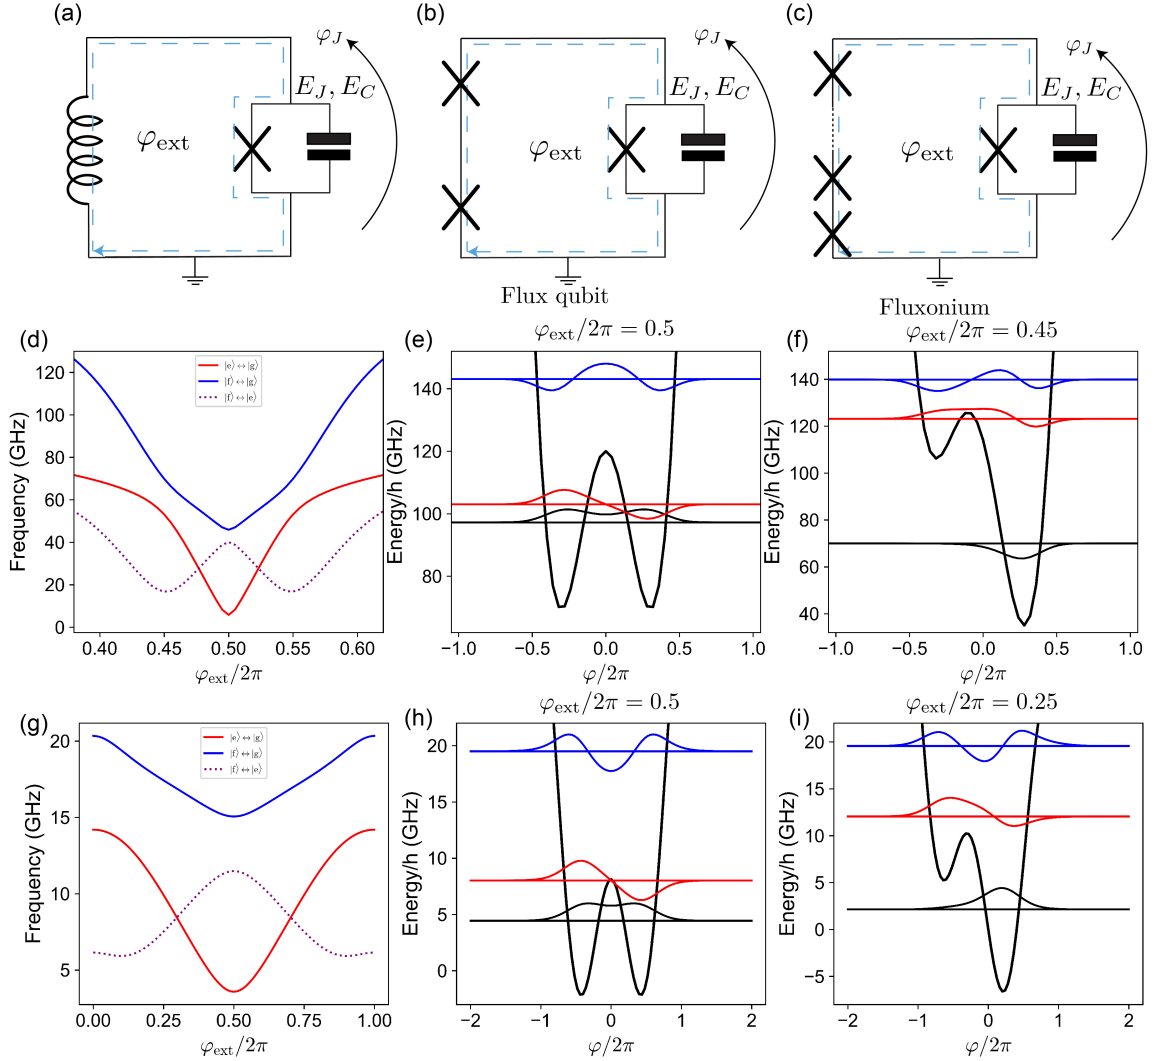 (a)
φ_J
E_J, E_C
φ_ext
(b)
φ_J
E_J, E_C
φ_ext
Flux qubit
(c)
φ_J
E_J, E_C
φ_ext
Fluxonium
(d)
|e⟩↔|g⟩
|f⟩↔|g⟩
|f⟩↔|e⟩
Frequency (GHz)
120
100
80
60
40
20
0
0.40
0.45
0.50
0.55
0.60
φ_ext/2π
(e)
φ_ext/2π = 0.5
Energy/h (GHz)
140
120
100
80
−1.0
−0.5
0.0
0.5
1.0
φ/2π
(f)
φ_ext/2π = 0.45
Energy/h (GHz)
140
120
100
80
60
40
−1.0
−0.5
0.0
0.5
1.0
φ/2π
(g)
|e⟩↔|g⟩
|f⟩↔|g⟩
|f⟩↔|e⟩
Frequency (GHz)
20
15
10
5
0.00
0.25
0.50
0.75
1.00
φ_ext/2π
(h)
φ_ext/2π = 0.5
Energy/h (GHz)
20
15
10
5
0
−2
−1
0
1
2
φ/2π
(i)
φ_ext/2π = 0.25
Energy/h (GHz)
20
15
10
5
0
−5
−2
−1
0
1
2
φ/2π